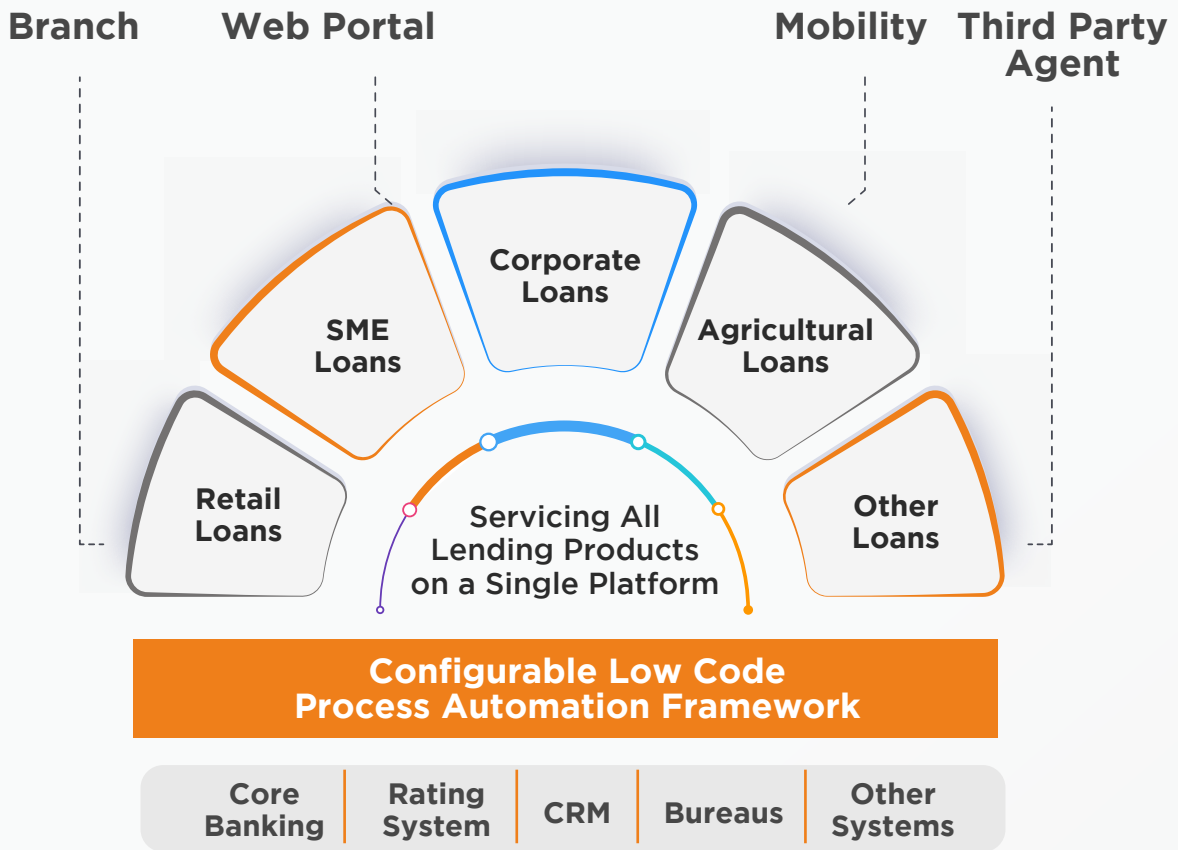 Branch
Web Portal
Mobility
Third Party
Agent
Corporate
Loans
SME
Loans
Agricultural
Loans
Retail
Loans
Other
Loans
Servicing All
Lending Products
on a Single Platform
Configurable Low Code
Process Automation Framework
Core
Banking
Rating
System
CRM
Bureaus
Other
Systems